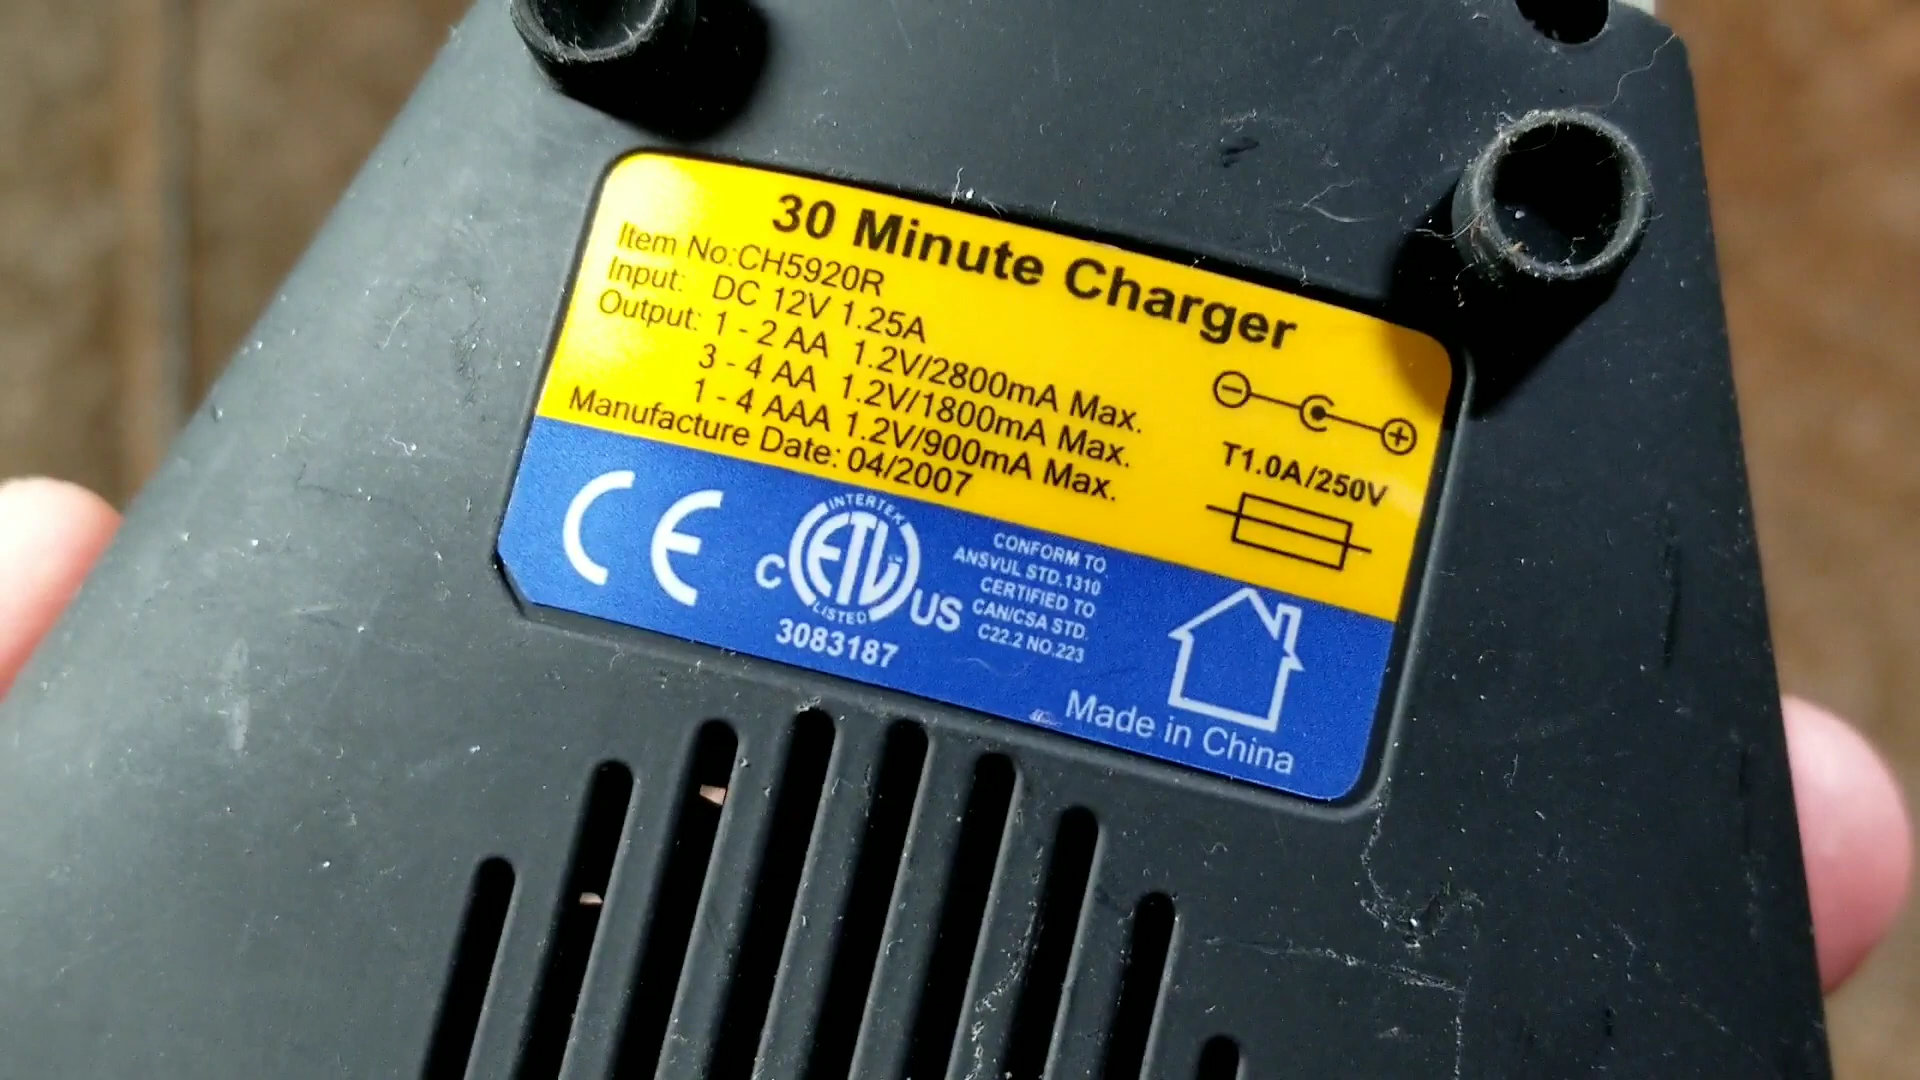 30 Minute Charger
Item No:CH5920R
Input: DC 12V 1.25A
Output: 1 - 2 AA 1.2V/2800mA Max.
3 - 4 AA 1.2V/1800mA Max.
1 - 4 AAA 1.2V/900mA Max.
Manufacture Date: 04/2007
T1.0A/250V
CE
INTERTEK
C ETL US
LISTED
3083187
CONFORM TO
ANSVUL STD.1310
CERTIFIED TO
CAN/CSA STD.
C22.2 NO.223
Made in China